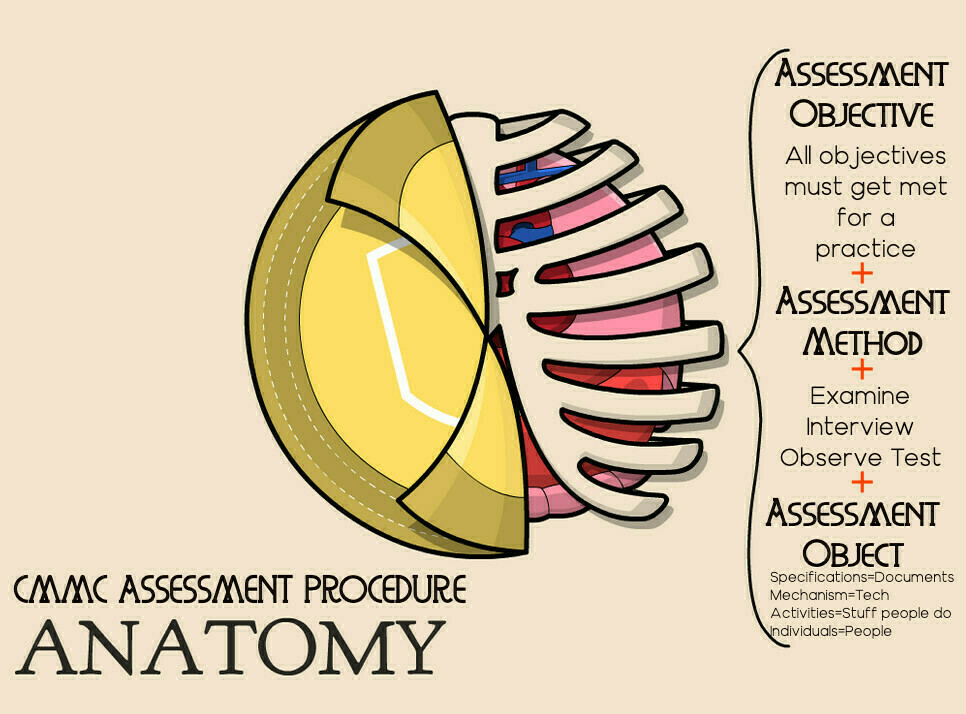 ASSESSMENT
OBJECTIVE
All objectives
must get met
for a
practice
+
ASSESSMENT
METHOD
+
Examine
Interview
Observe Test
+
ASSESSMENT
OBJECT
Specifications=Documents
Mechanism=Tech
Activities=Stuff people do
Individuals=People
CMMC ASSESSMENT PROCEDURE
ANATOMY